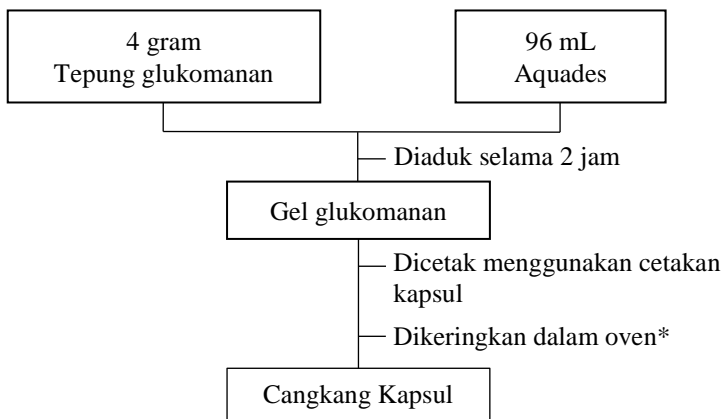 4 gram
Tepung glukomanan
96 mL
Aquades
Diaduk selama 2 jam
Gel glukomanan
Dicetak menggunakan cetakan
kapsul
Dikeringkan dalam oven*
Cangkang Kapsul